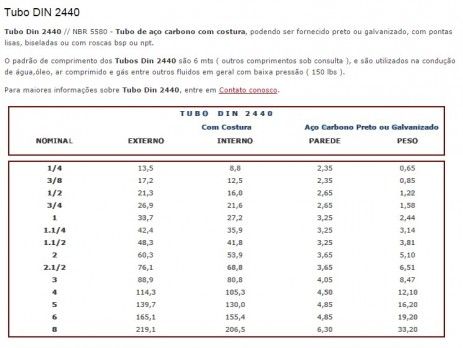 Tubo DIN 2440
Tubo DIN 2440 // NBR 5580 - Tubo de aço carbono com costura, podendo ser fornecido preto ou galvanizado, com pontas
lisas, biseladas ou com roscas bsp ou npt.
O padrão de comprimento dos Tubos DIN 2440 são 6 mts ( outros comprimentos sob consulta ), e são utilizados na condução
de água,óleo, ar comprimido e gás entre outros fluidos em geral com baixa pressão ( 150 lbs ).
Para maiores informações sobre Tubo Din 2440, entre em Contato conosco.
TUBO DIN 2440
Com Costura Aço Carbono Preto ou Galvanizado
NOMINAL EXTERNO INTERNO PAREDE PESO
1/4 13,5 8,8 2,35 0,65
3/8 17,2 12,5 2,35 0,85
1/2 21,3 16,0 2,65 1,22
3/4 26,9 21,6 2,65 1,58
1 33,7 27,2 3,25 2,44
1.1/4 42,4 35,9 3,25 3,14
1.1/2 48,3 41,8 3,25 3,81
2 60,3 53,9 3,65 5,10
2.1/2 76,1 68,8 3,65 6,51
3 88,9 80,8 4,05 8,47
4 114,3 105,3 4,50 12,10
5 139,7 130,0 4,85 16,20
6 165,1 155,4 4,85 19,20
8 219,1 206,5 6,30 33,20